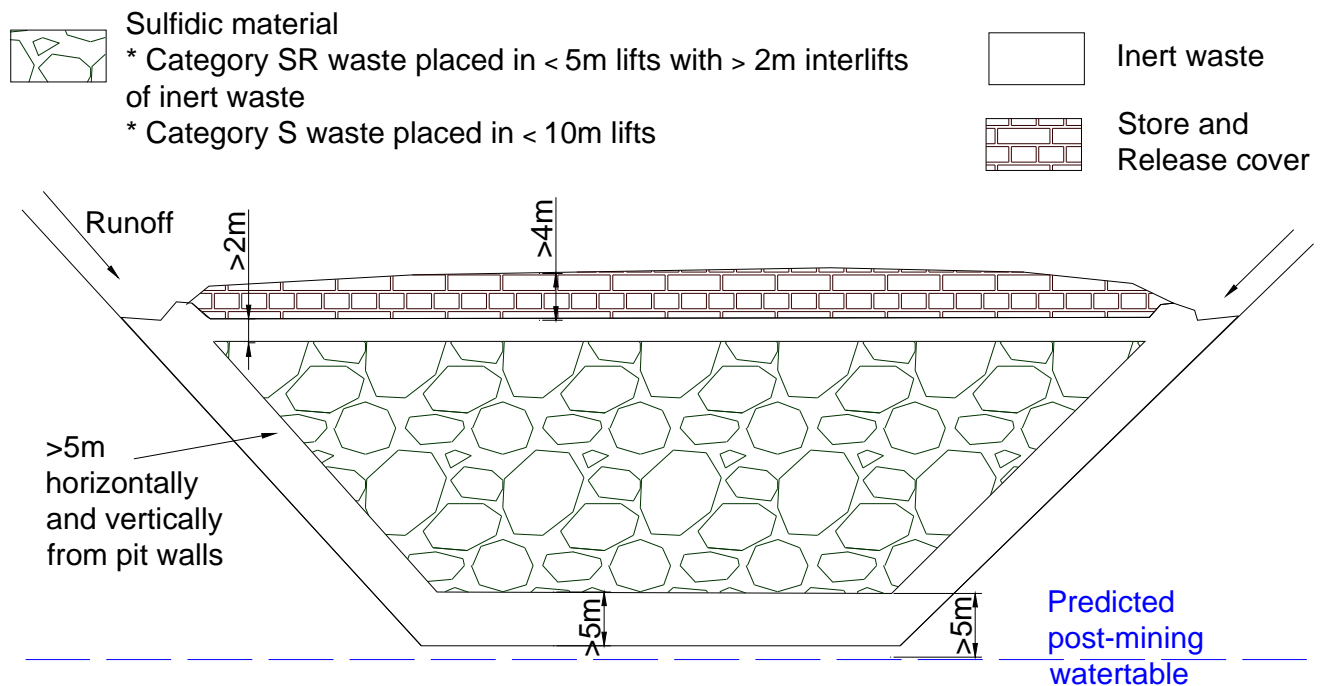 Sulfidic material
* Category SR waste placed in < 5m lifts with > 2m interlifts
of inert waste
* Category S waste placed in < 10m lifts
Inert waste
Store and
Release cover
Runoff
>2m
>4m
>5m
horizontally
and vertically
from pit walls
>5m
>5m
Predicted
post-mining
watertable